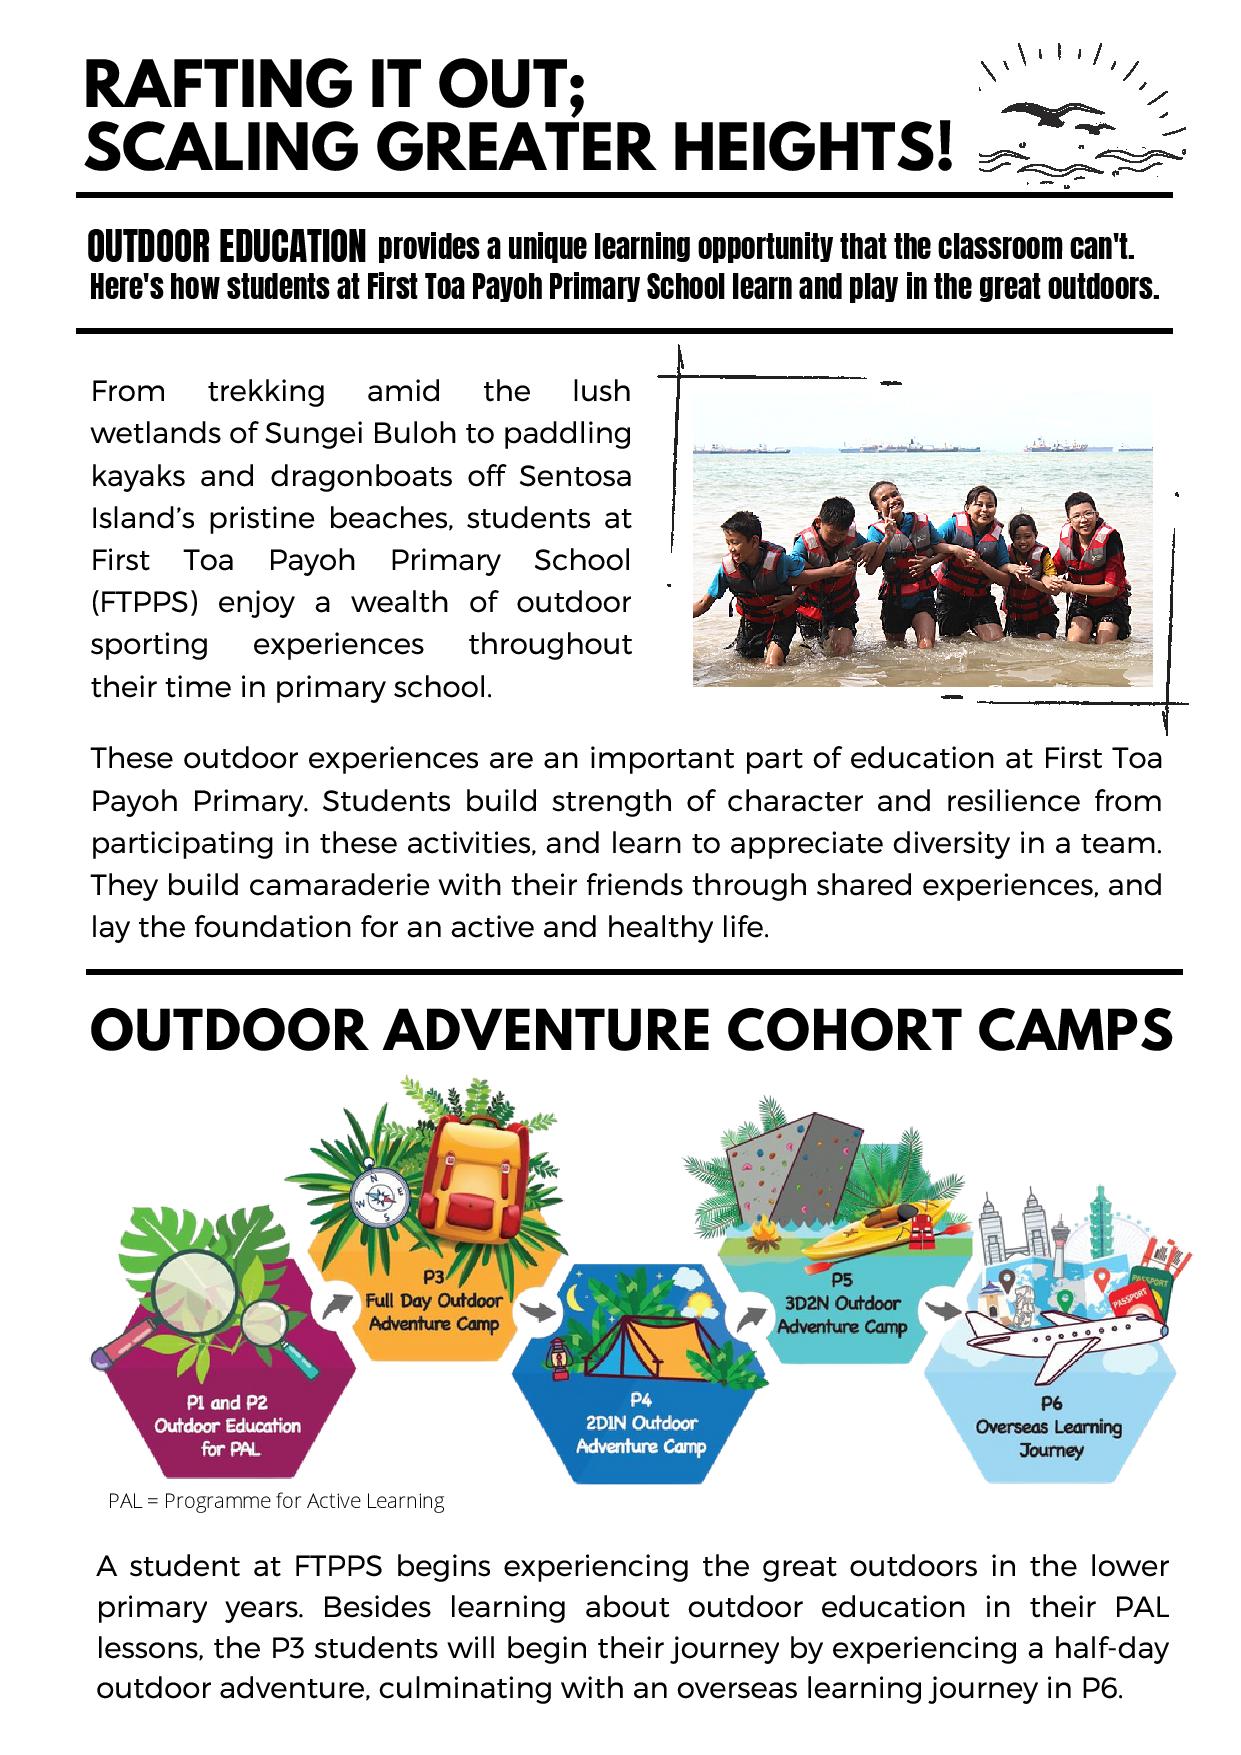 RAFTING IT OUT;
SCALING GREATER HEIGHTS!
OUTDOOR EDUCATION provides a unique learning opportunity that the classroom can't.
Here's how students at First Toa Payoh Primary School learn and play in the great outdoors.
From trekking amid the lush
wetlands of Sungei Buloh to paddling
kayaks and dragonboats off Sentosa
Island’s pristine beaches, students at
First Toa Payoh Primary School
(FTPPS) enjoy a wealth of outdoor
sporting experiences throughout
their time in primary school.
These outdoor experiences are an important part of education at First Toa
Payoh Primary. Students build strength of character and resilience from
participating in these activities, and learn to appreciate diversity in a team.
They build camaraderie with their friends through shared experiences, and
lay the foundation for an active and healthy life.
OUTDOOR ADVENTURE COHORT CAMPS
P1 and P2
Outdoor Education
for PAL
N
E
S
W
P3
Full Day Outdoor
Adventure Camp
P4
2D1N Outdoor
Adventure Camp
P5
3D2N Outdoor
Adventure Camp
PASSPORT
PASSPORT
P6
Overseas Learning
Journey
PAL = Programme for Active Learning
A student at FTPPS begins experiencing the great outdoors in the lower
primary years. Besides learning about outdoor education in their PAL
lessons, the P3 students will begin their journey by experiencing a half-day
outdoor adventure, culminating with an overseas learning journey in P6.